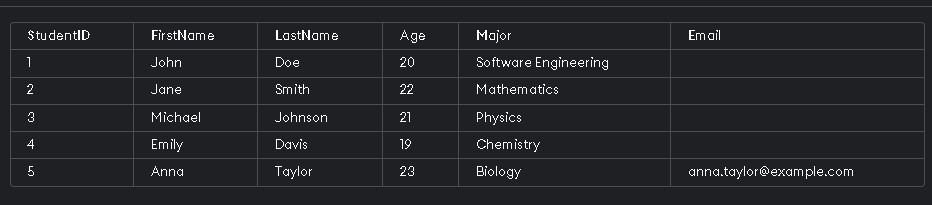 StudentID FirstName LastName Age Major Email
1 John Doe 20 Software Engineering
2 Jane Smith 22 Mathematics
3 Michael Johnson 21 Physics
4 Emily Davis 19 Chemistry
5 Anna Taylor 23 Biology anna.taylor@example.com